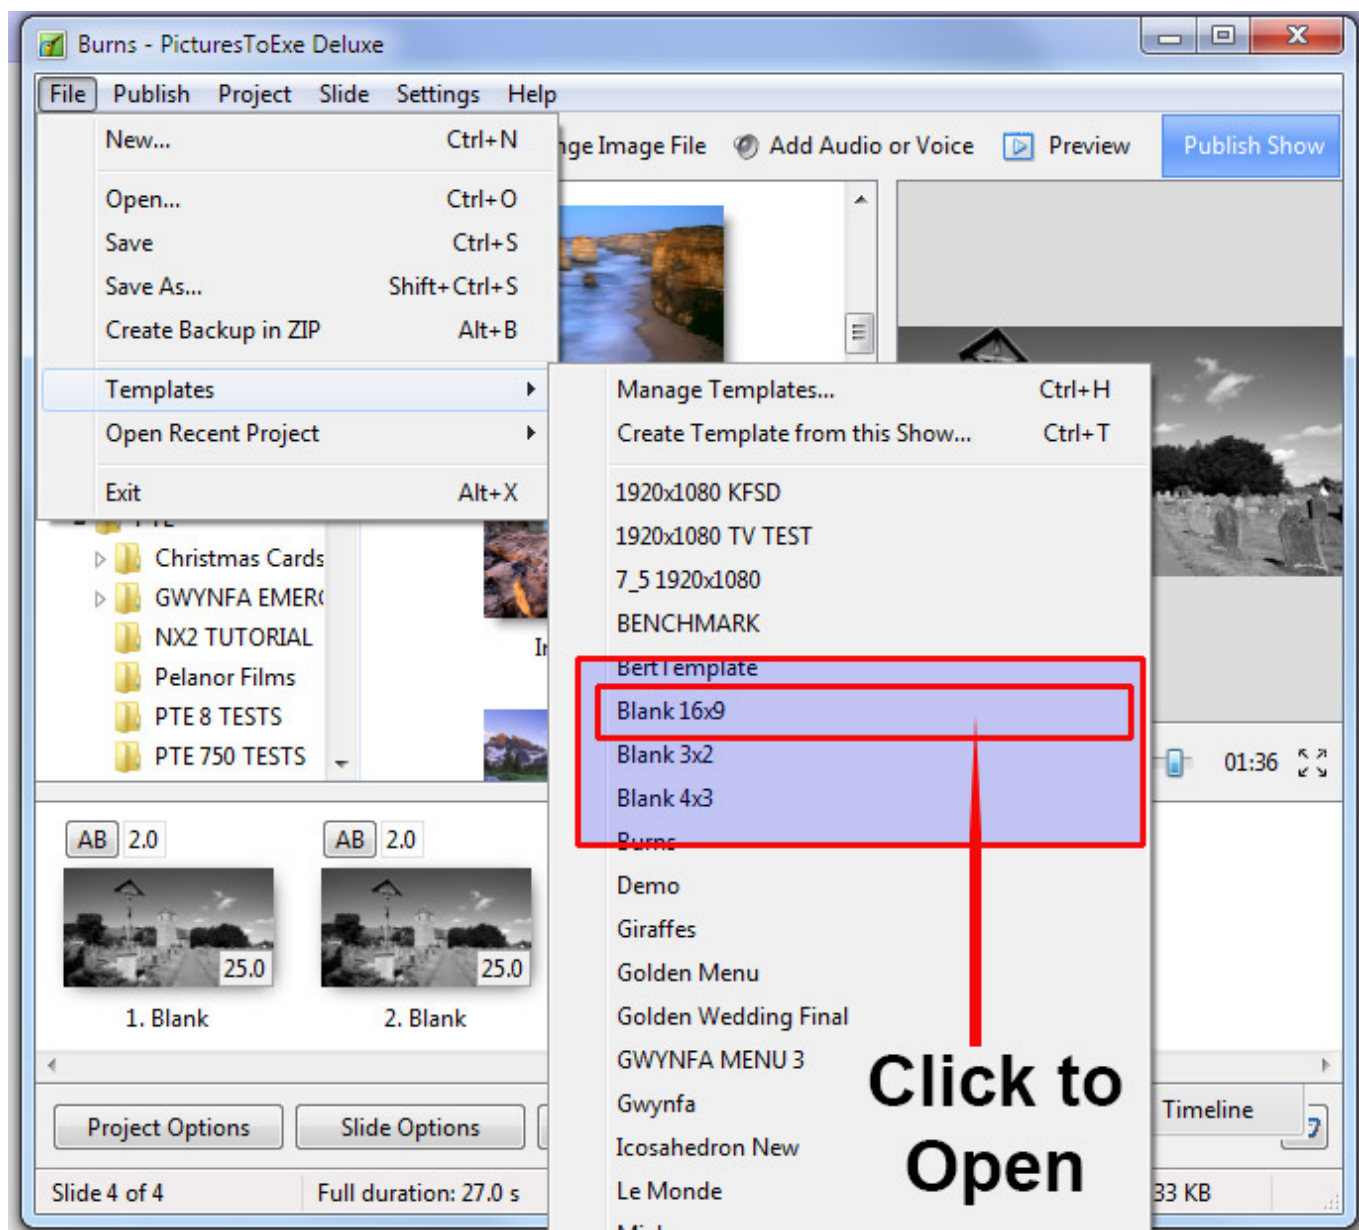 Burns - PicturesToExe Deluxe
File Publish Project Slide Settings Help
New... Ctrl+N
Image File Add Audio or Voice Preview Publish Show
Open... Ctrl+O
Save Ctrl+S
Save As... Shift+Ctrl+S
Create Backup in ZIP Alt+B
Templates
Open Recent Project
Exit Alt+X
Manage Templates... Ctrl+H
Create Template from this Show... Ctrl+T
1920x1080 KFSD
1920x1080 TV TEST
7_5 1920x1080
BENCHMARK
BertTemplate
Blank 16x9
Blank 3x2
Blank 4x3
Burns
Demo
Giraffes
Golden Menu
Golden Wedding Final
GWYNFA MENU 3
Gwynfa
Icosahedron New
Le Monde
Click to
Open
PTE
Christmas Cards
GWYNFA EMER
NX2 TUTORIAL
Pelanor Films
PTE 8 TESTS
PTE 750 TESTS
01:36
AB 2.0 AB 2.0
25.0 25.0
1. Blank 2. Blank
Project Options Slide Options Timeline
Slide 4 of 4 Full duration: 27.0 s 33 KB